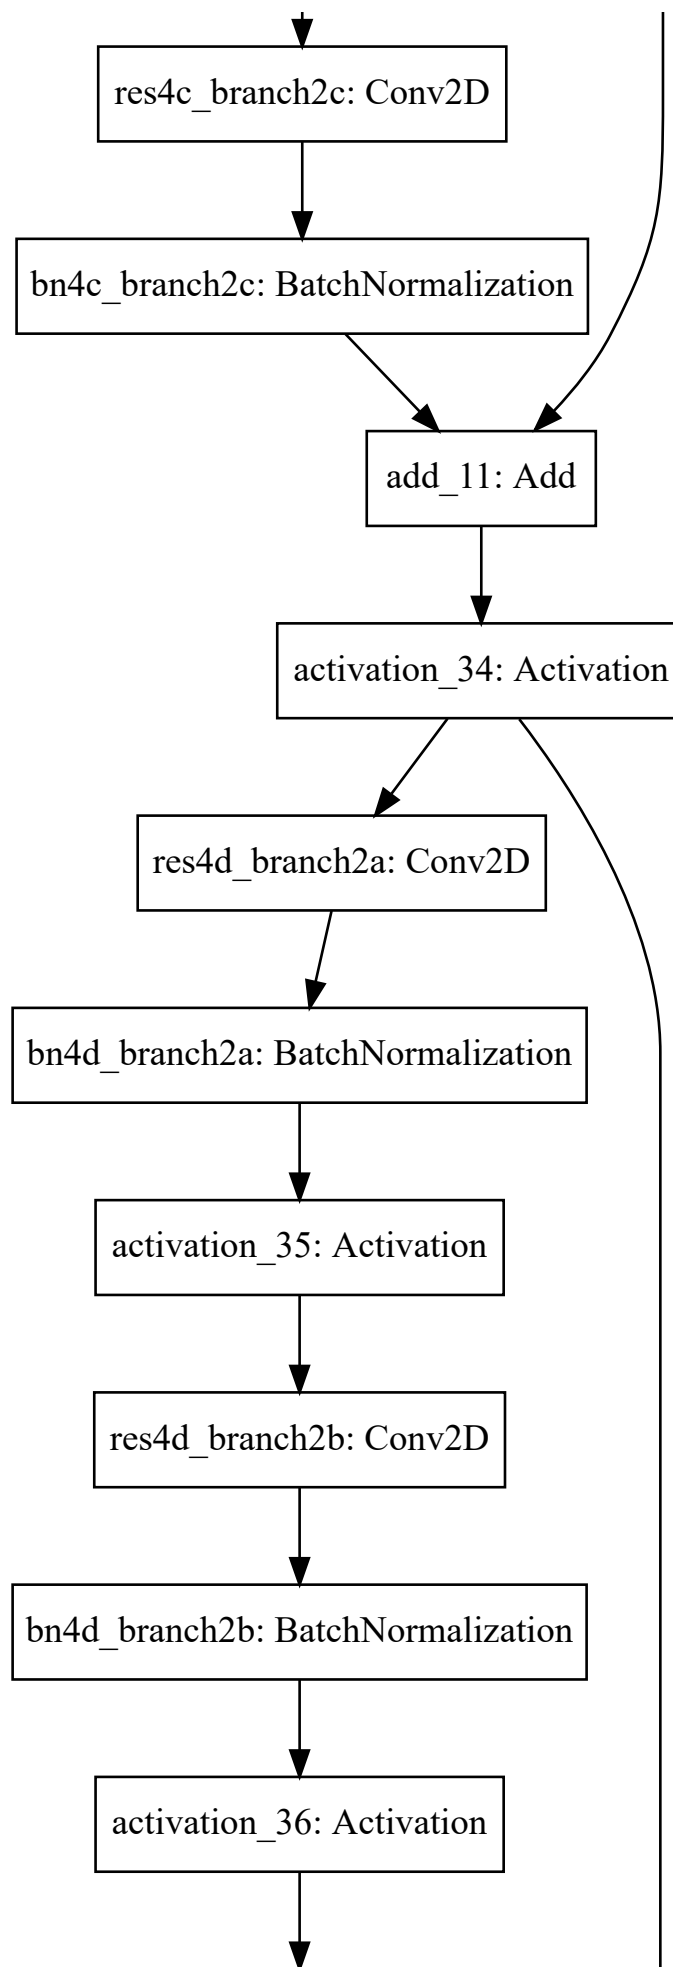 res4c_branch2c: Conv2D
bn4c_branch2c: BatchNormalization
add_11: Add
activation_34: Activation
res4d_branch2a: Conv2D
bn4d_branch2a: BatchNormalization
activation_35: Activation
res4d_branch2b: Conv2D
bn4d_branch2b: BatchNormalization
activation_36: Activation